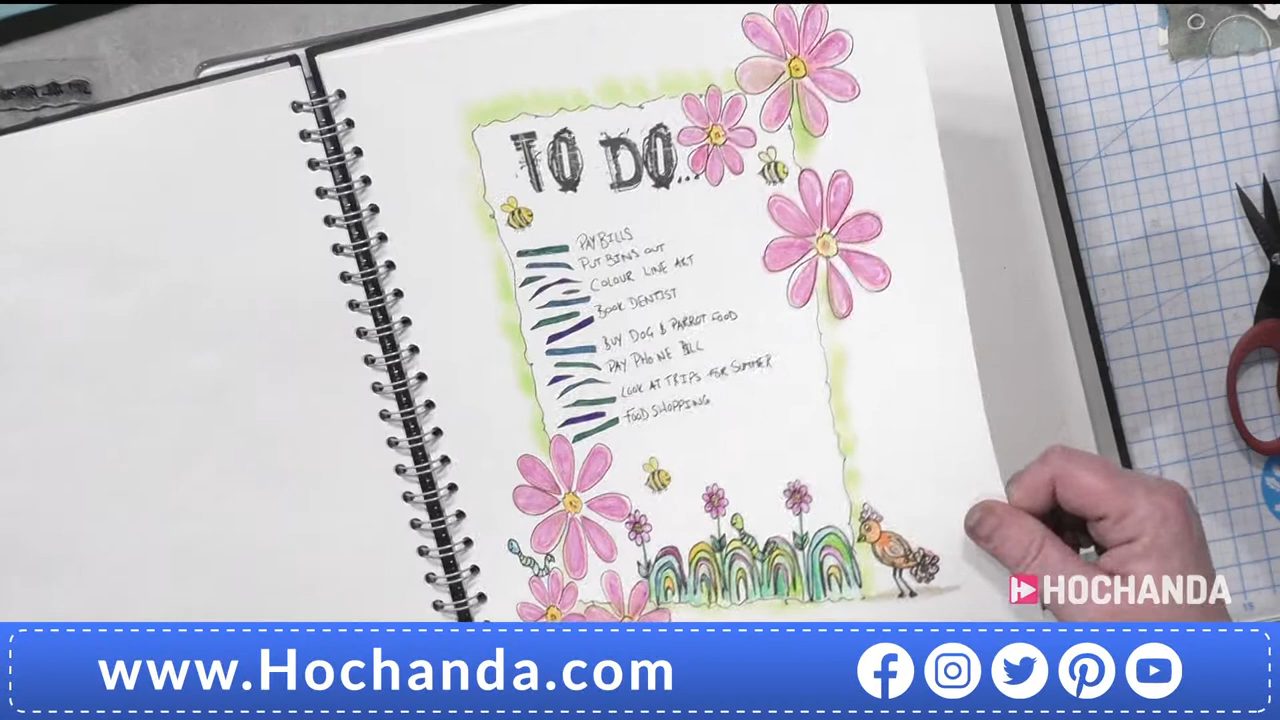 TO DO...
PAY BILLS
PUT BINS OUT
COLOUR LINE ART
BOOK DENTIST
BUY DOG & PARROT FOOD
PAY PHONE BILL
LOOK AT TRIPS FOR SUMMER
FOOD SHOPPING
HOCHANDA
www.Hochanda.com